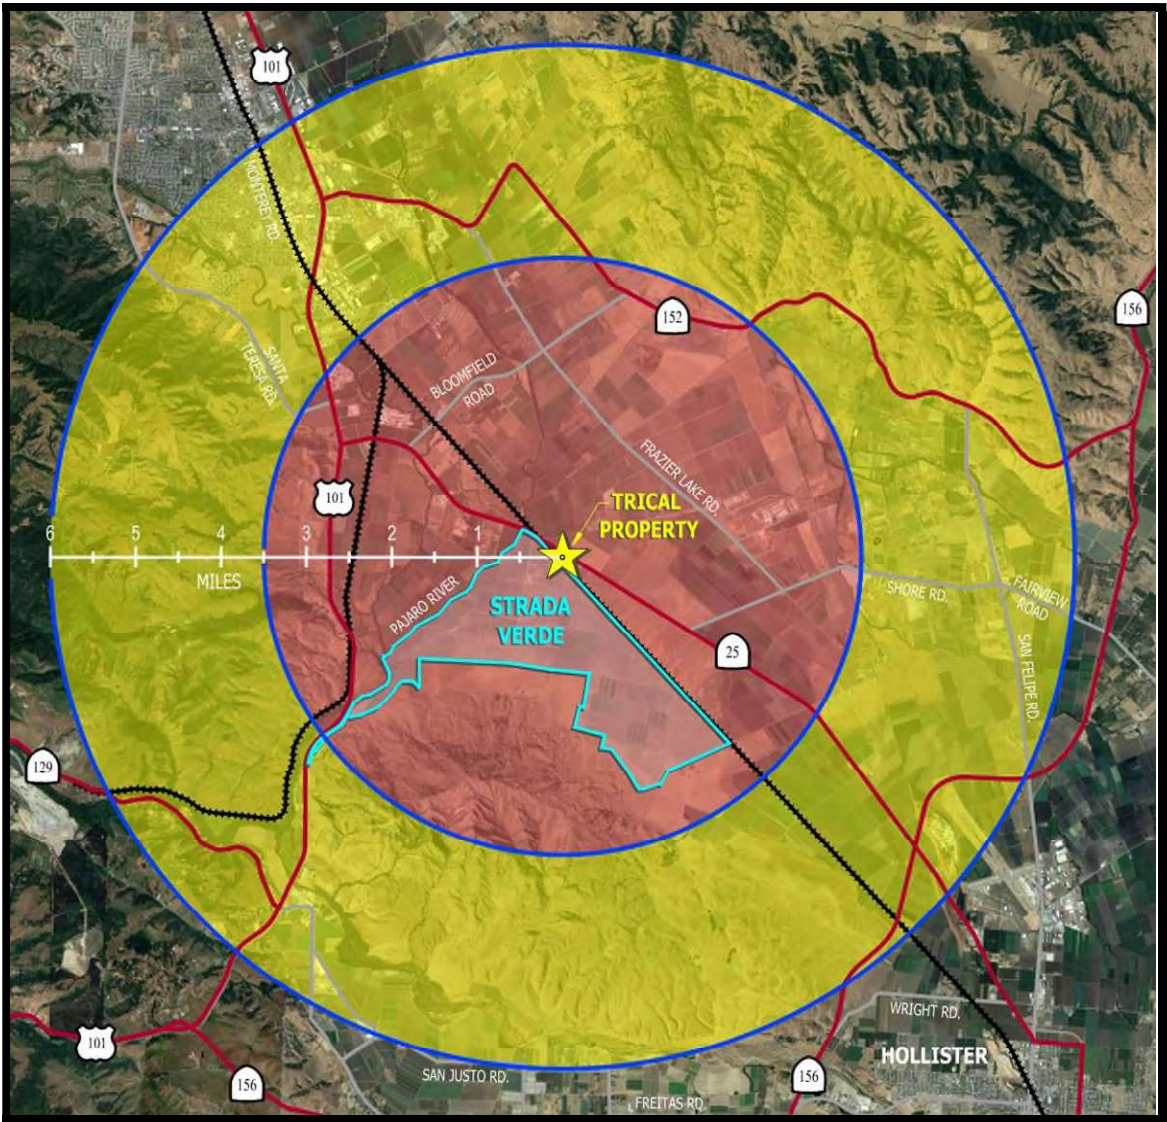 101
MONTEREY RD.
152
156
SANTA
TERESA RD.
BLOOMFIELD
ROAD
FRAZIER LAKE RD.
101
TRICAL
PROPERTY
6 5 4 3 2 1
MILES
PAJARO RIVER
STRADA
VERDE
SHORE RD.
FAIRVIEW
ROAD
25
SAN FELIPE RD.
129
WRIGHT RD.
HOLLISTER
101
156
SAN JUSTO RD.
156
FREITAS RD.